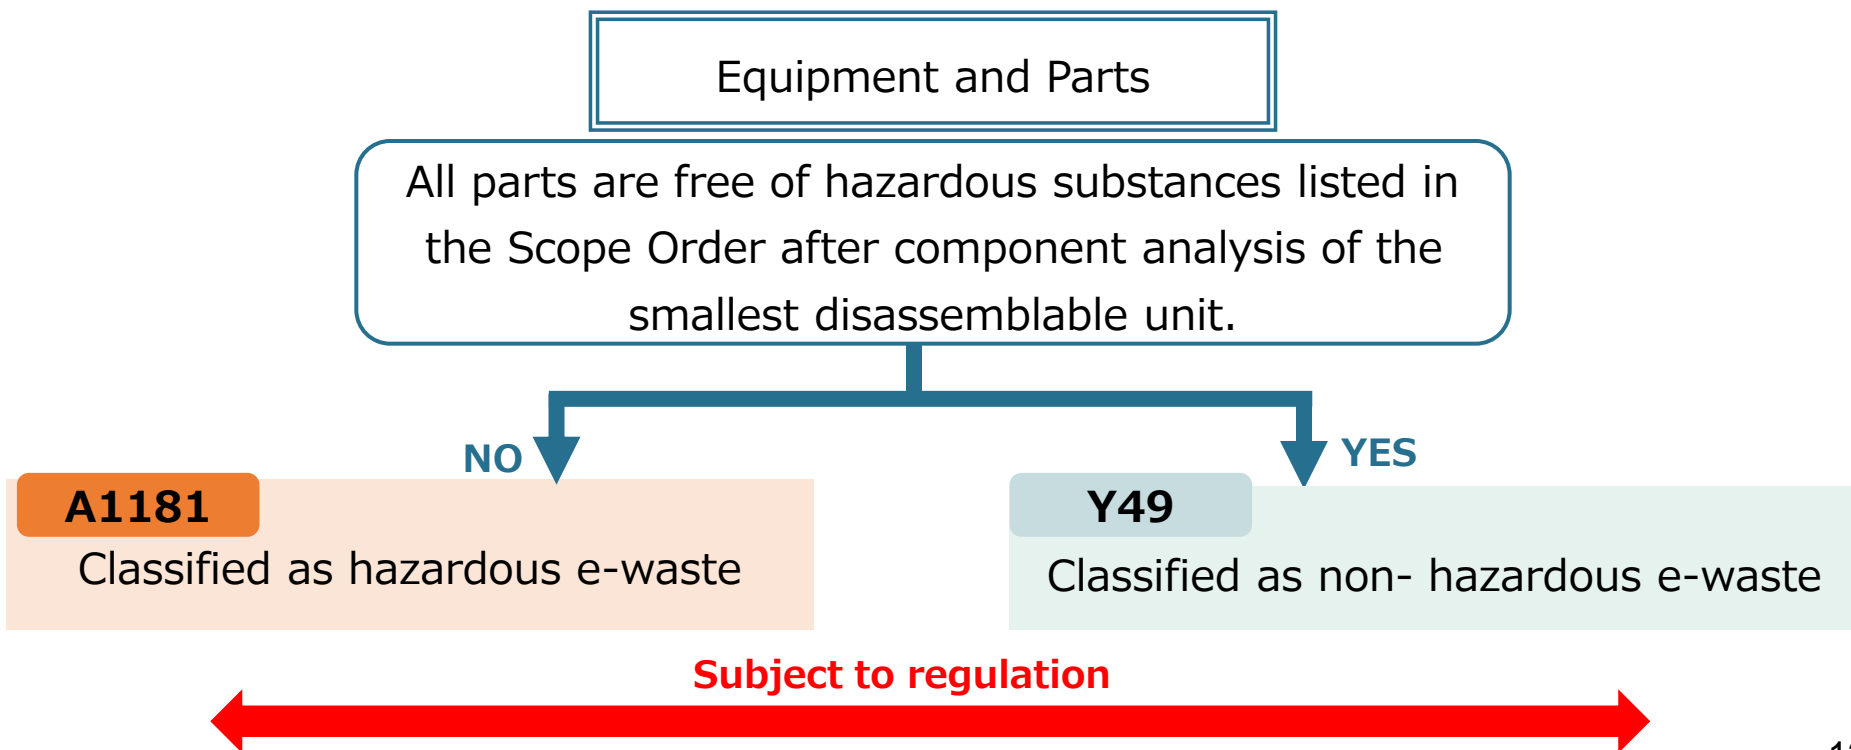 Equipment and Parts
All parts are free of hazardous substances listed in
the Scope Order after component analysis of the
smallest disassemblable unit.
NO
YES
A1181
Classified as hazardous e-waste
Y49
Classified as non- hazardous e-waste
Subject to regulation